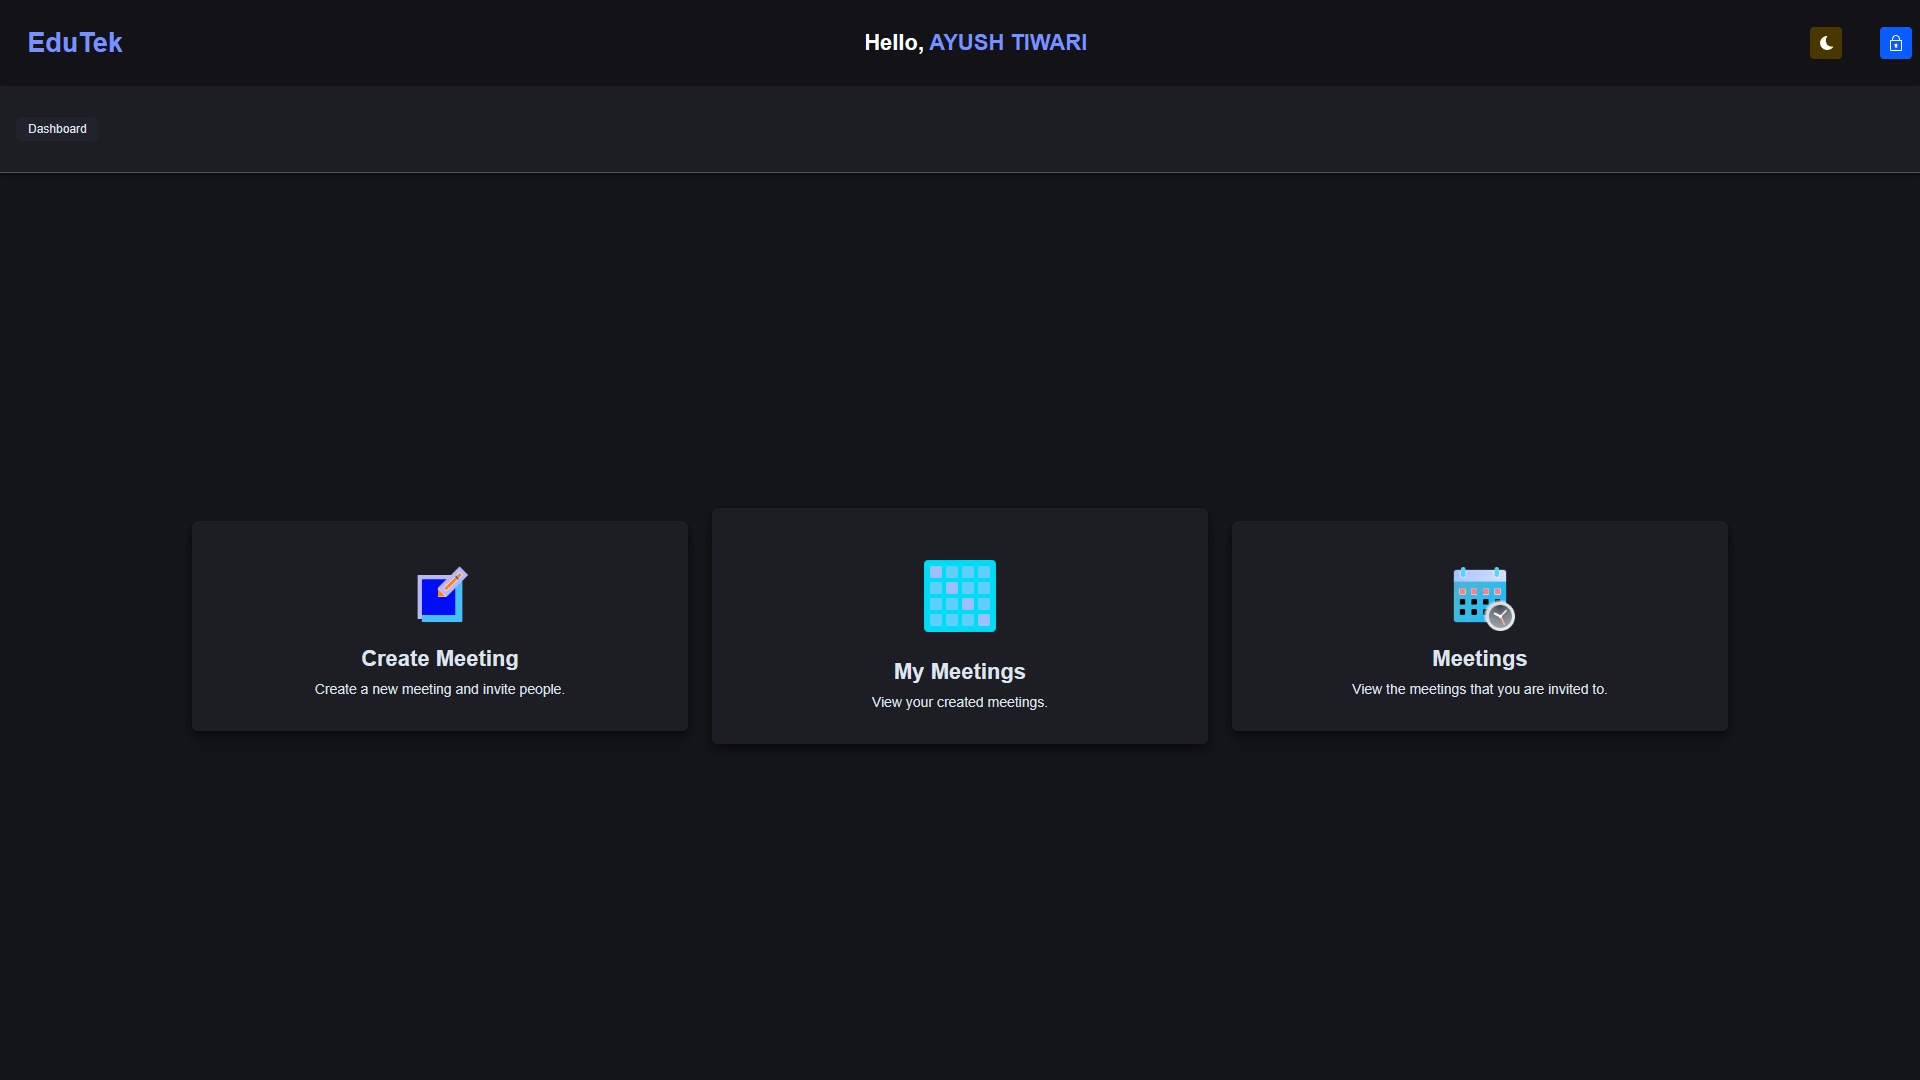 EduTek
Hello, AYUSH TIWARI
Dashboard
Create Meeting
Create a new meeting and invite people.
My Meetings
View your created meetings.
Meetings
View the meetings that you are invited to.